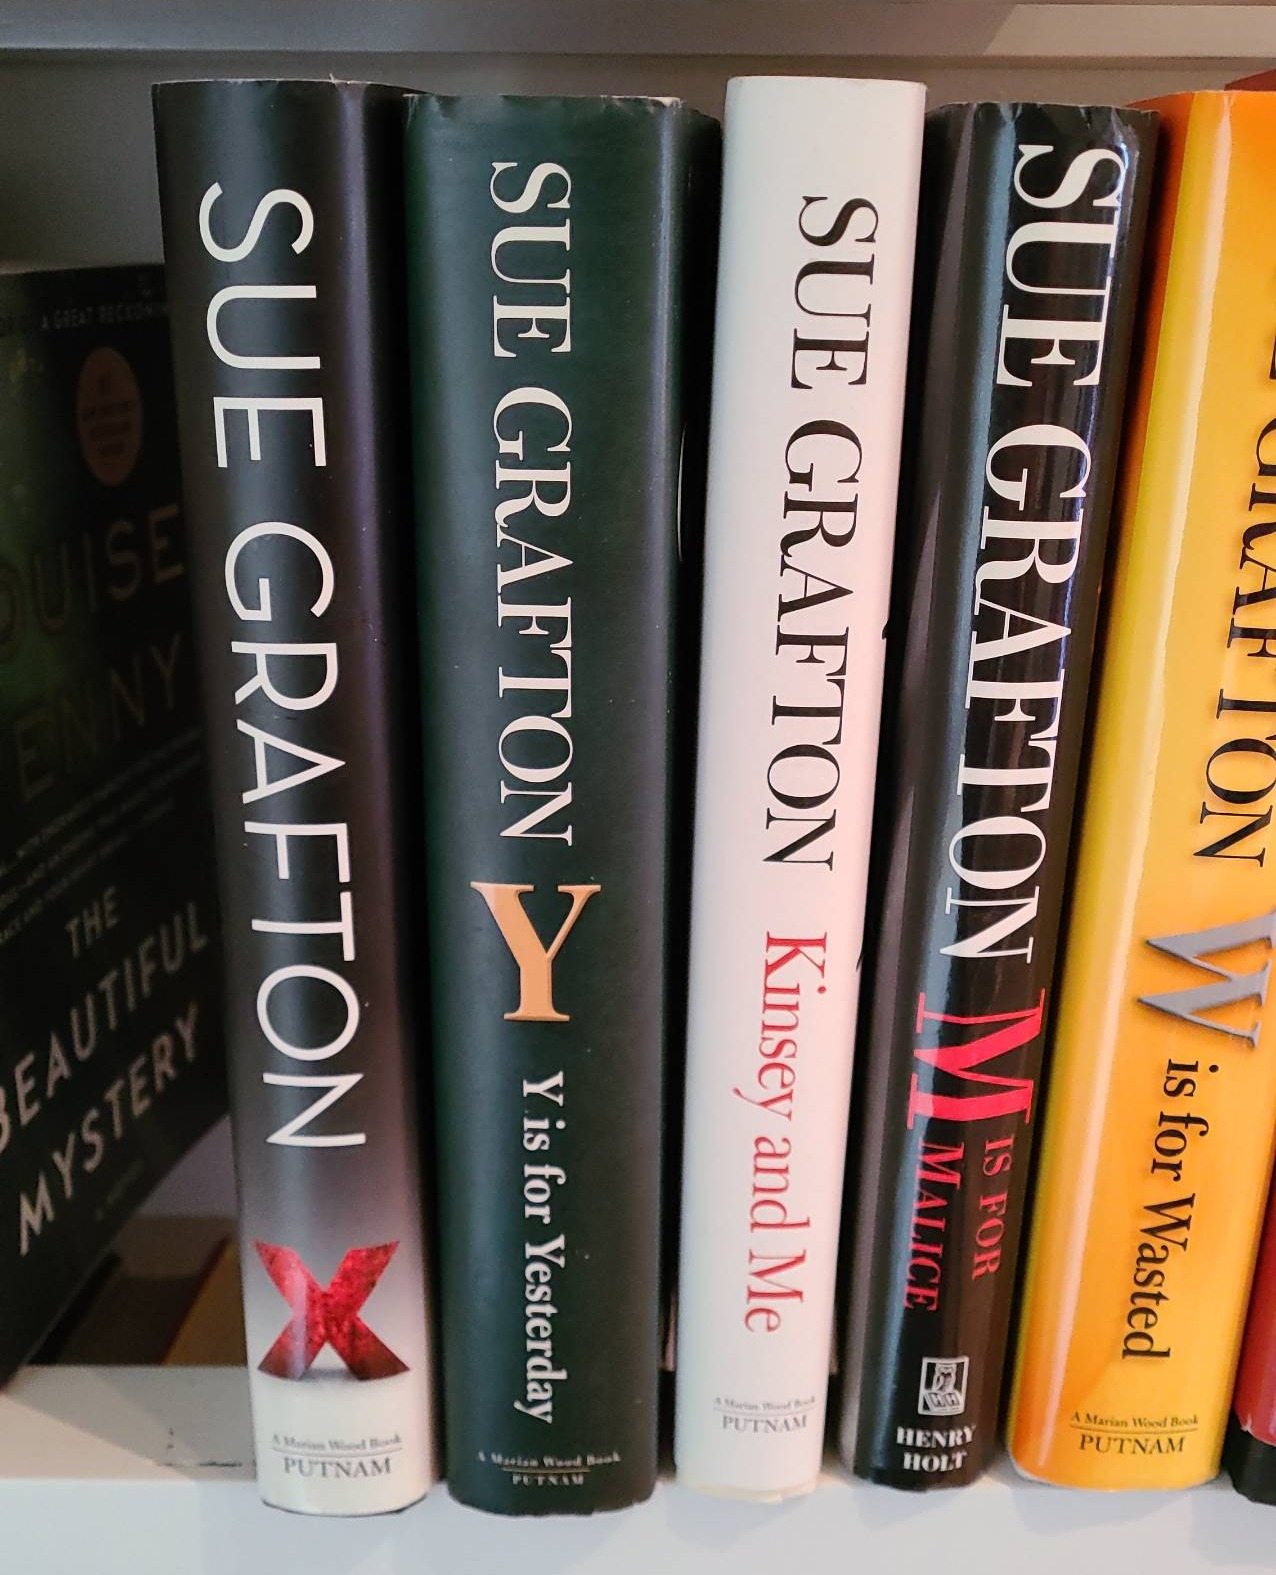 A GREAT RECKONING
THE
BEAUTIFUL
MYSTERY
SUE GRAFTON
X
A Marian Wood Book
PUTNAM
SUE GRAFTON
Y
Y is for Yesterday
A Marian Wood Book
PUTNAM
SUE GRAFTON Kinsey and Me
A Marian Wood Book
PUTNAM
SUE GRAFTON
M IS FOR
MALICE
HENRY
HOLT
GRAFTON
W is for Wasted
A Marian Wood Book
PUTNAM